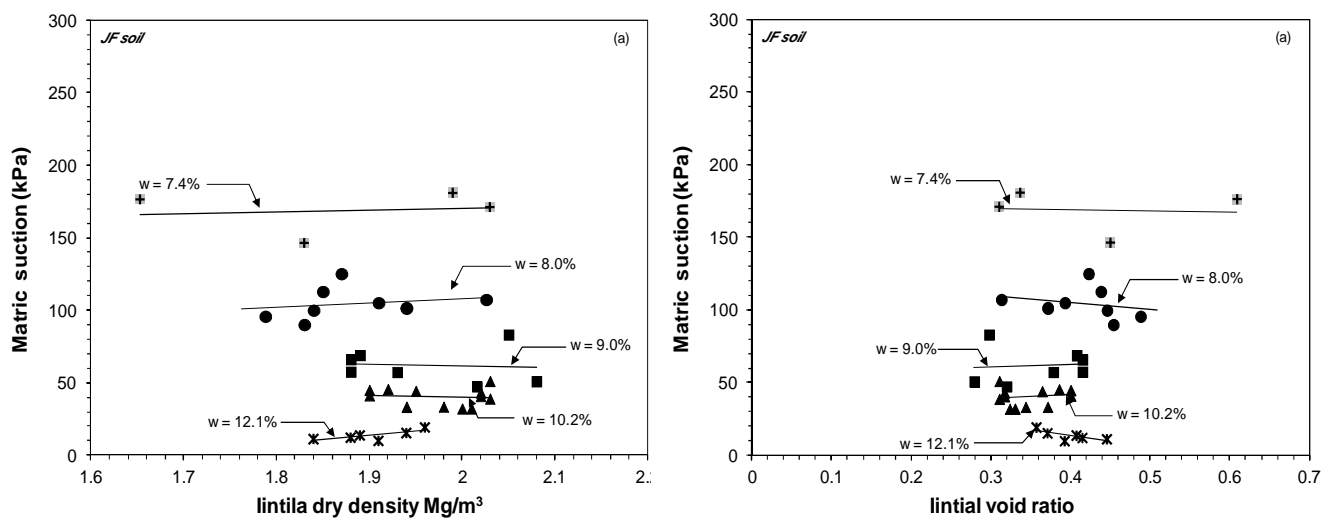 JF soil
(a)
300
250
200
150
100
50
0
Matric suction (kPa)
w = 7.4%
w = 8.0%
w = 9.0%
w = 10.2%
w = 12.1%
1.6
1.7
1.8
1.9
2.0
2.1
2.
lintila dry density Mg/m³
JF soil
(a)
300
250
200
150
100
50
0
Matric suction (kPa)
w = 7.4%
w = 8.0%
w = 9.0%
w = 10.2%
w = 12.1%
0
0.1
0.2
0.3
0.4
0.5
0.6
0.7
lintial void ratio